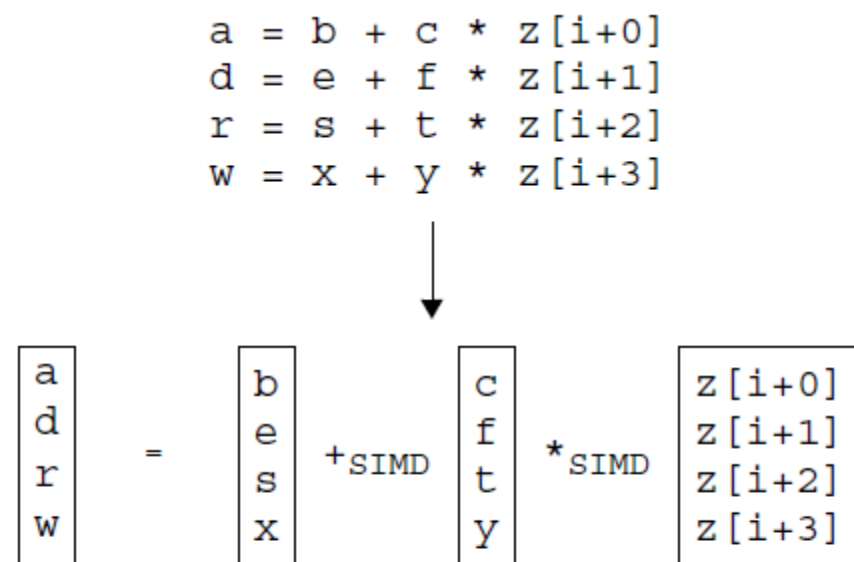 a = b + c * z[i+0]
d = e + f * z[i+1]
r = s + t * z[i+2]
w = x + y * z[i+3]
a b c z[i+0]
d e f z[i+1]
= +SIMD *SIMD
r s t z[i+2]
w x y z[i+3]